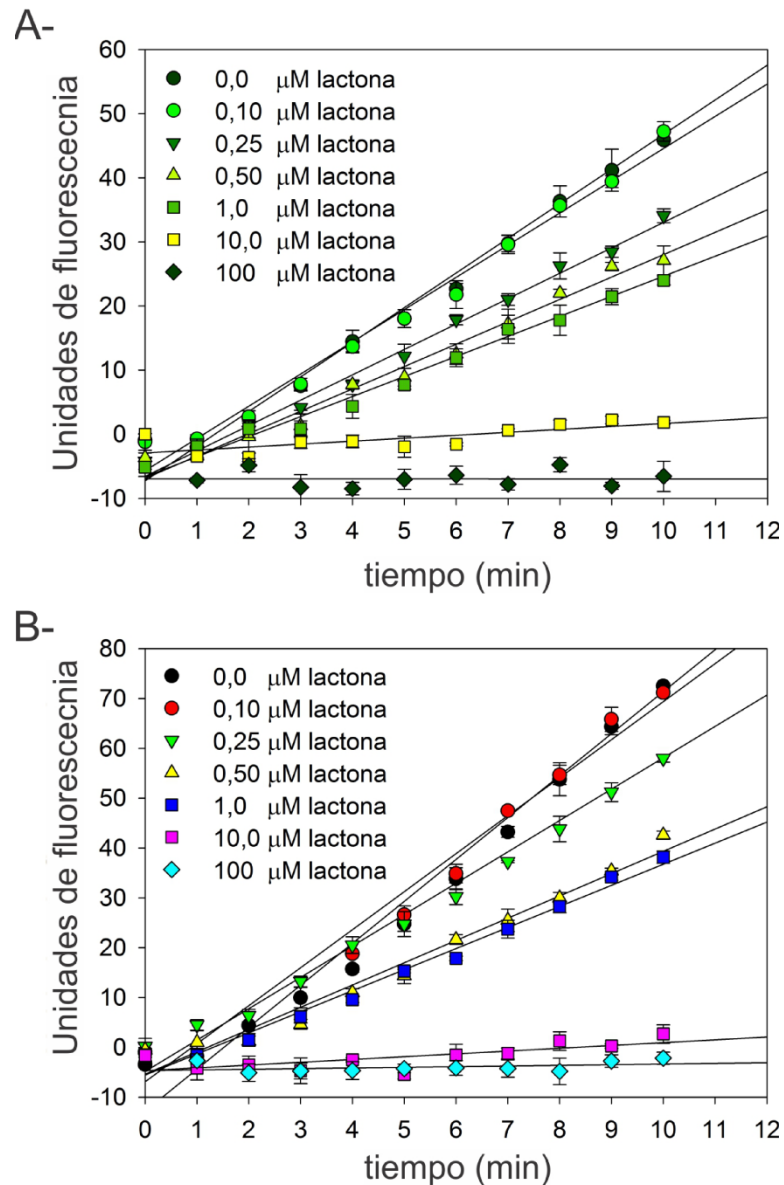 A-
Unidades de fluorescecnia
60
50
40
30
20
10
0
-10
0,0 μM lactona
0,10 μM lactona
0,25 μM lactona
0,50 μM lactona
1,0 μM lactona
10,0 μM lactona
100 μM lactona
0 1 2 3 4 5 6 7 8 9 10 11 12
tiempo (min)
B-
Unidades de fluorescecnia
80
70
60
50
40
30
20
10
0
-10
0,0 μM lactona
0,10 μM lactona
0,25 μM lactona
0,50 μM lactona
1,0 μM lactona
10,0 μM lactona
100 μM lactona
0 1 2 3 4 5 6 7 8 9 10 11 12
tiempo (min)